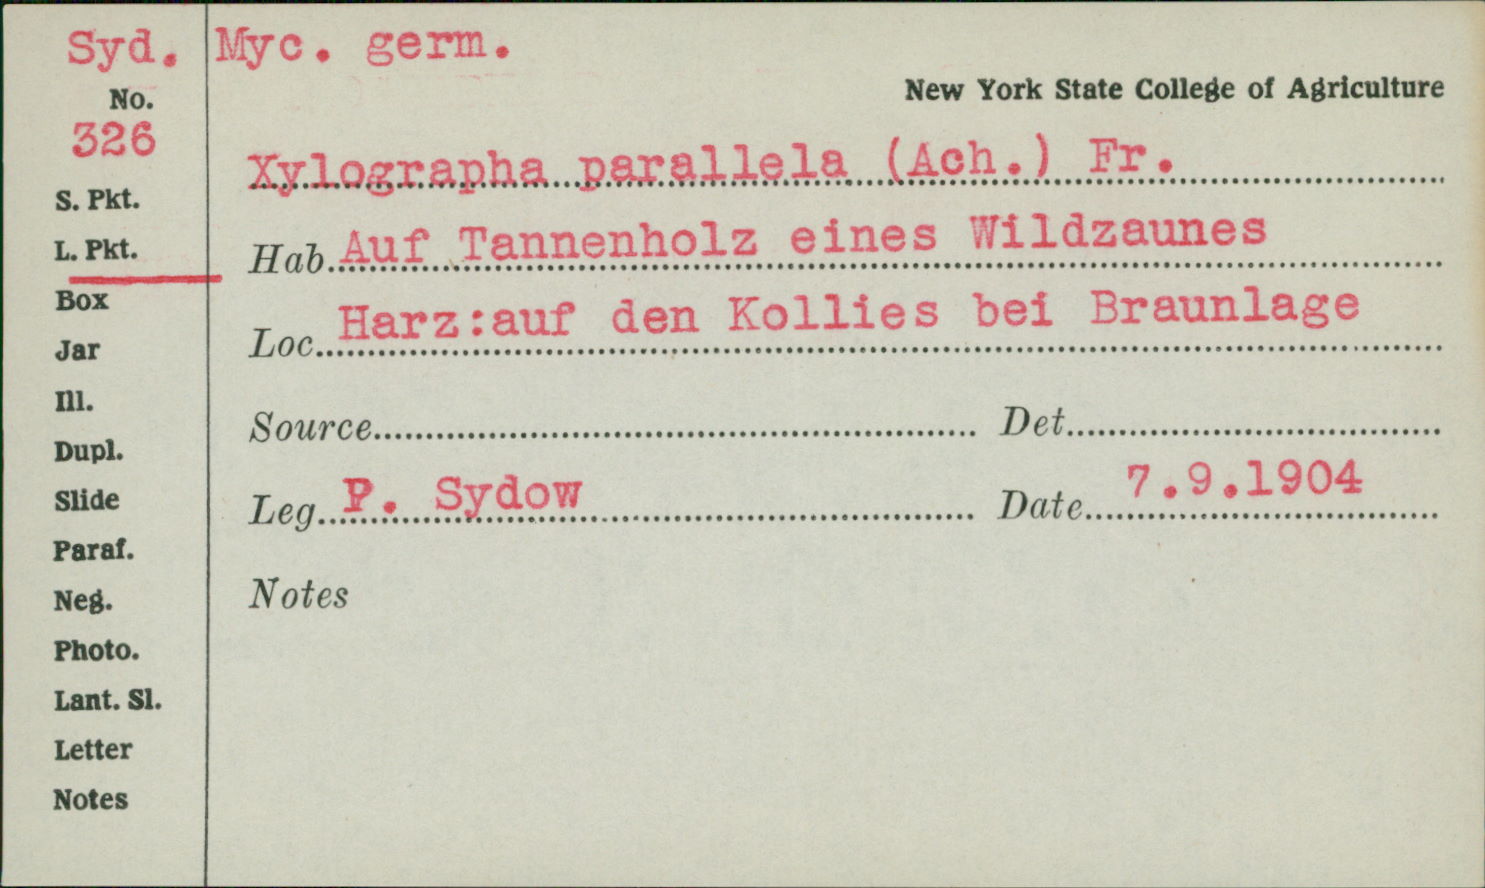 Syd. Myc. germ.
New York State College of Agriculture
No.
326
Xylographa parallela (Ach.) Fr.
S. Pkt.
Hab. Auf Tannenholz eines Wildzaunes
L. Pkt.
Box
Loc. Harz:auf den Kollies bei Braunlage
Jar
Ill.
Source Det.
Dupl.
Slide
Leg. P. Sydow Date 7.9.1904
Paraf.
Neg.
Notes
Photo.
Lant. Sl.
Letter
Notes